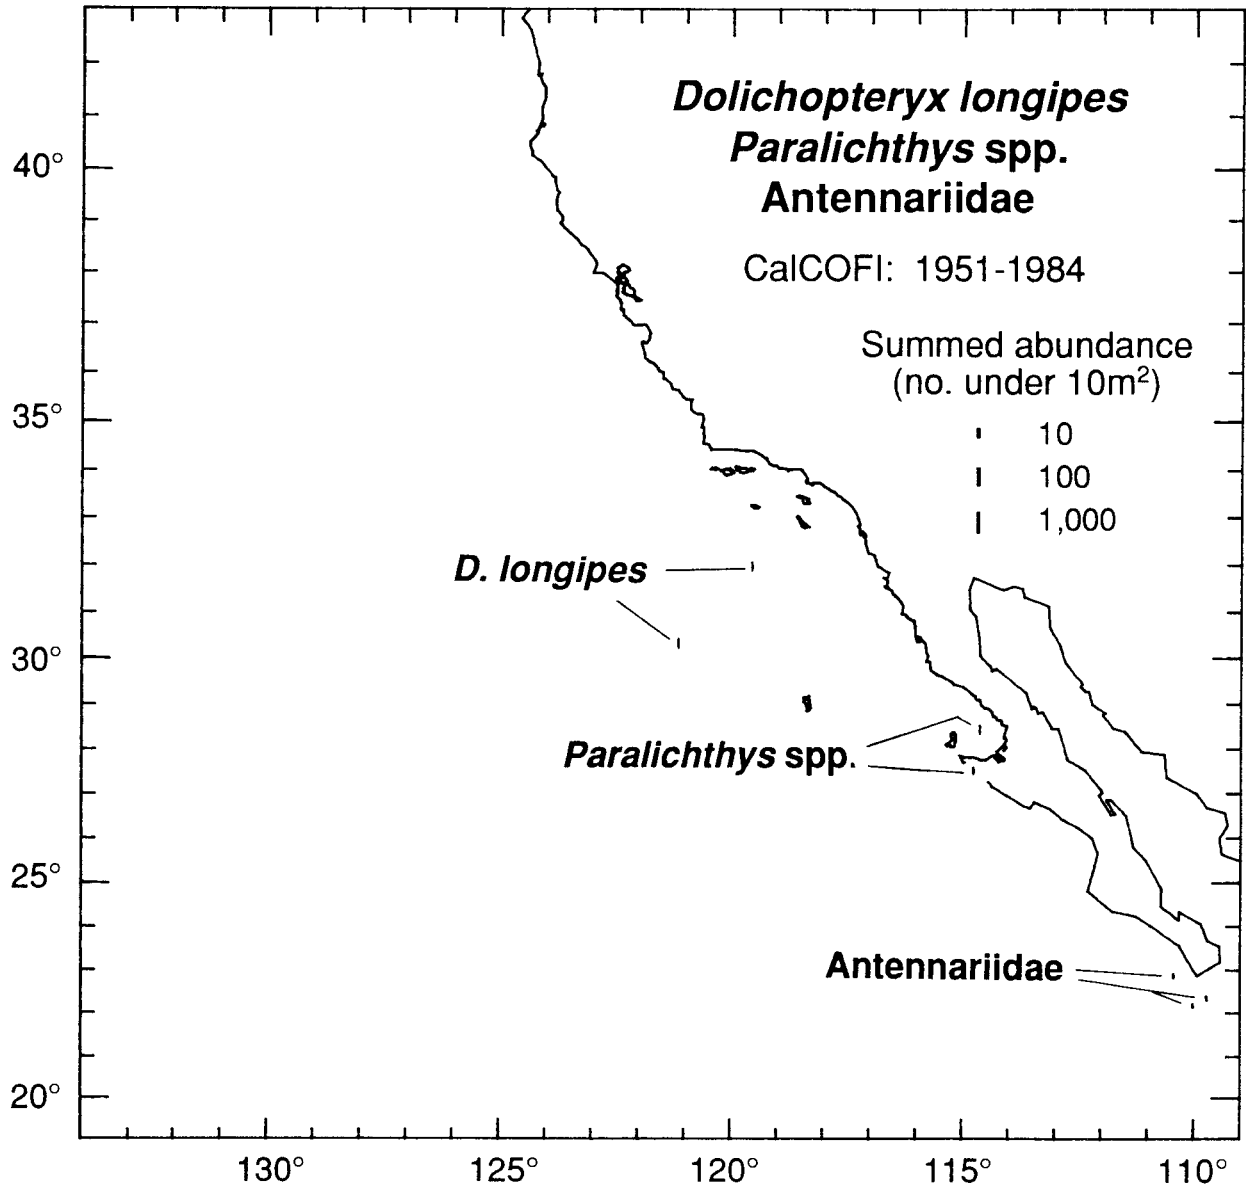 Dolichopteryx longipes
Paralichthys spp.
Antennariidae
CalCOFI: 1951-1984
Summed abundance
(no. under 10m²)
10
100
1,000
40°
35°
D. longipes
30°
Paralichthys spp.
25°
Antennariidae
20°
130° 125° 120° 115° 110°